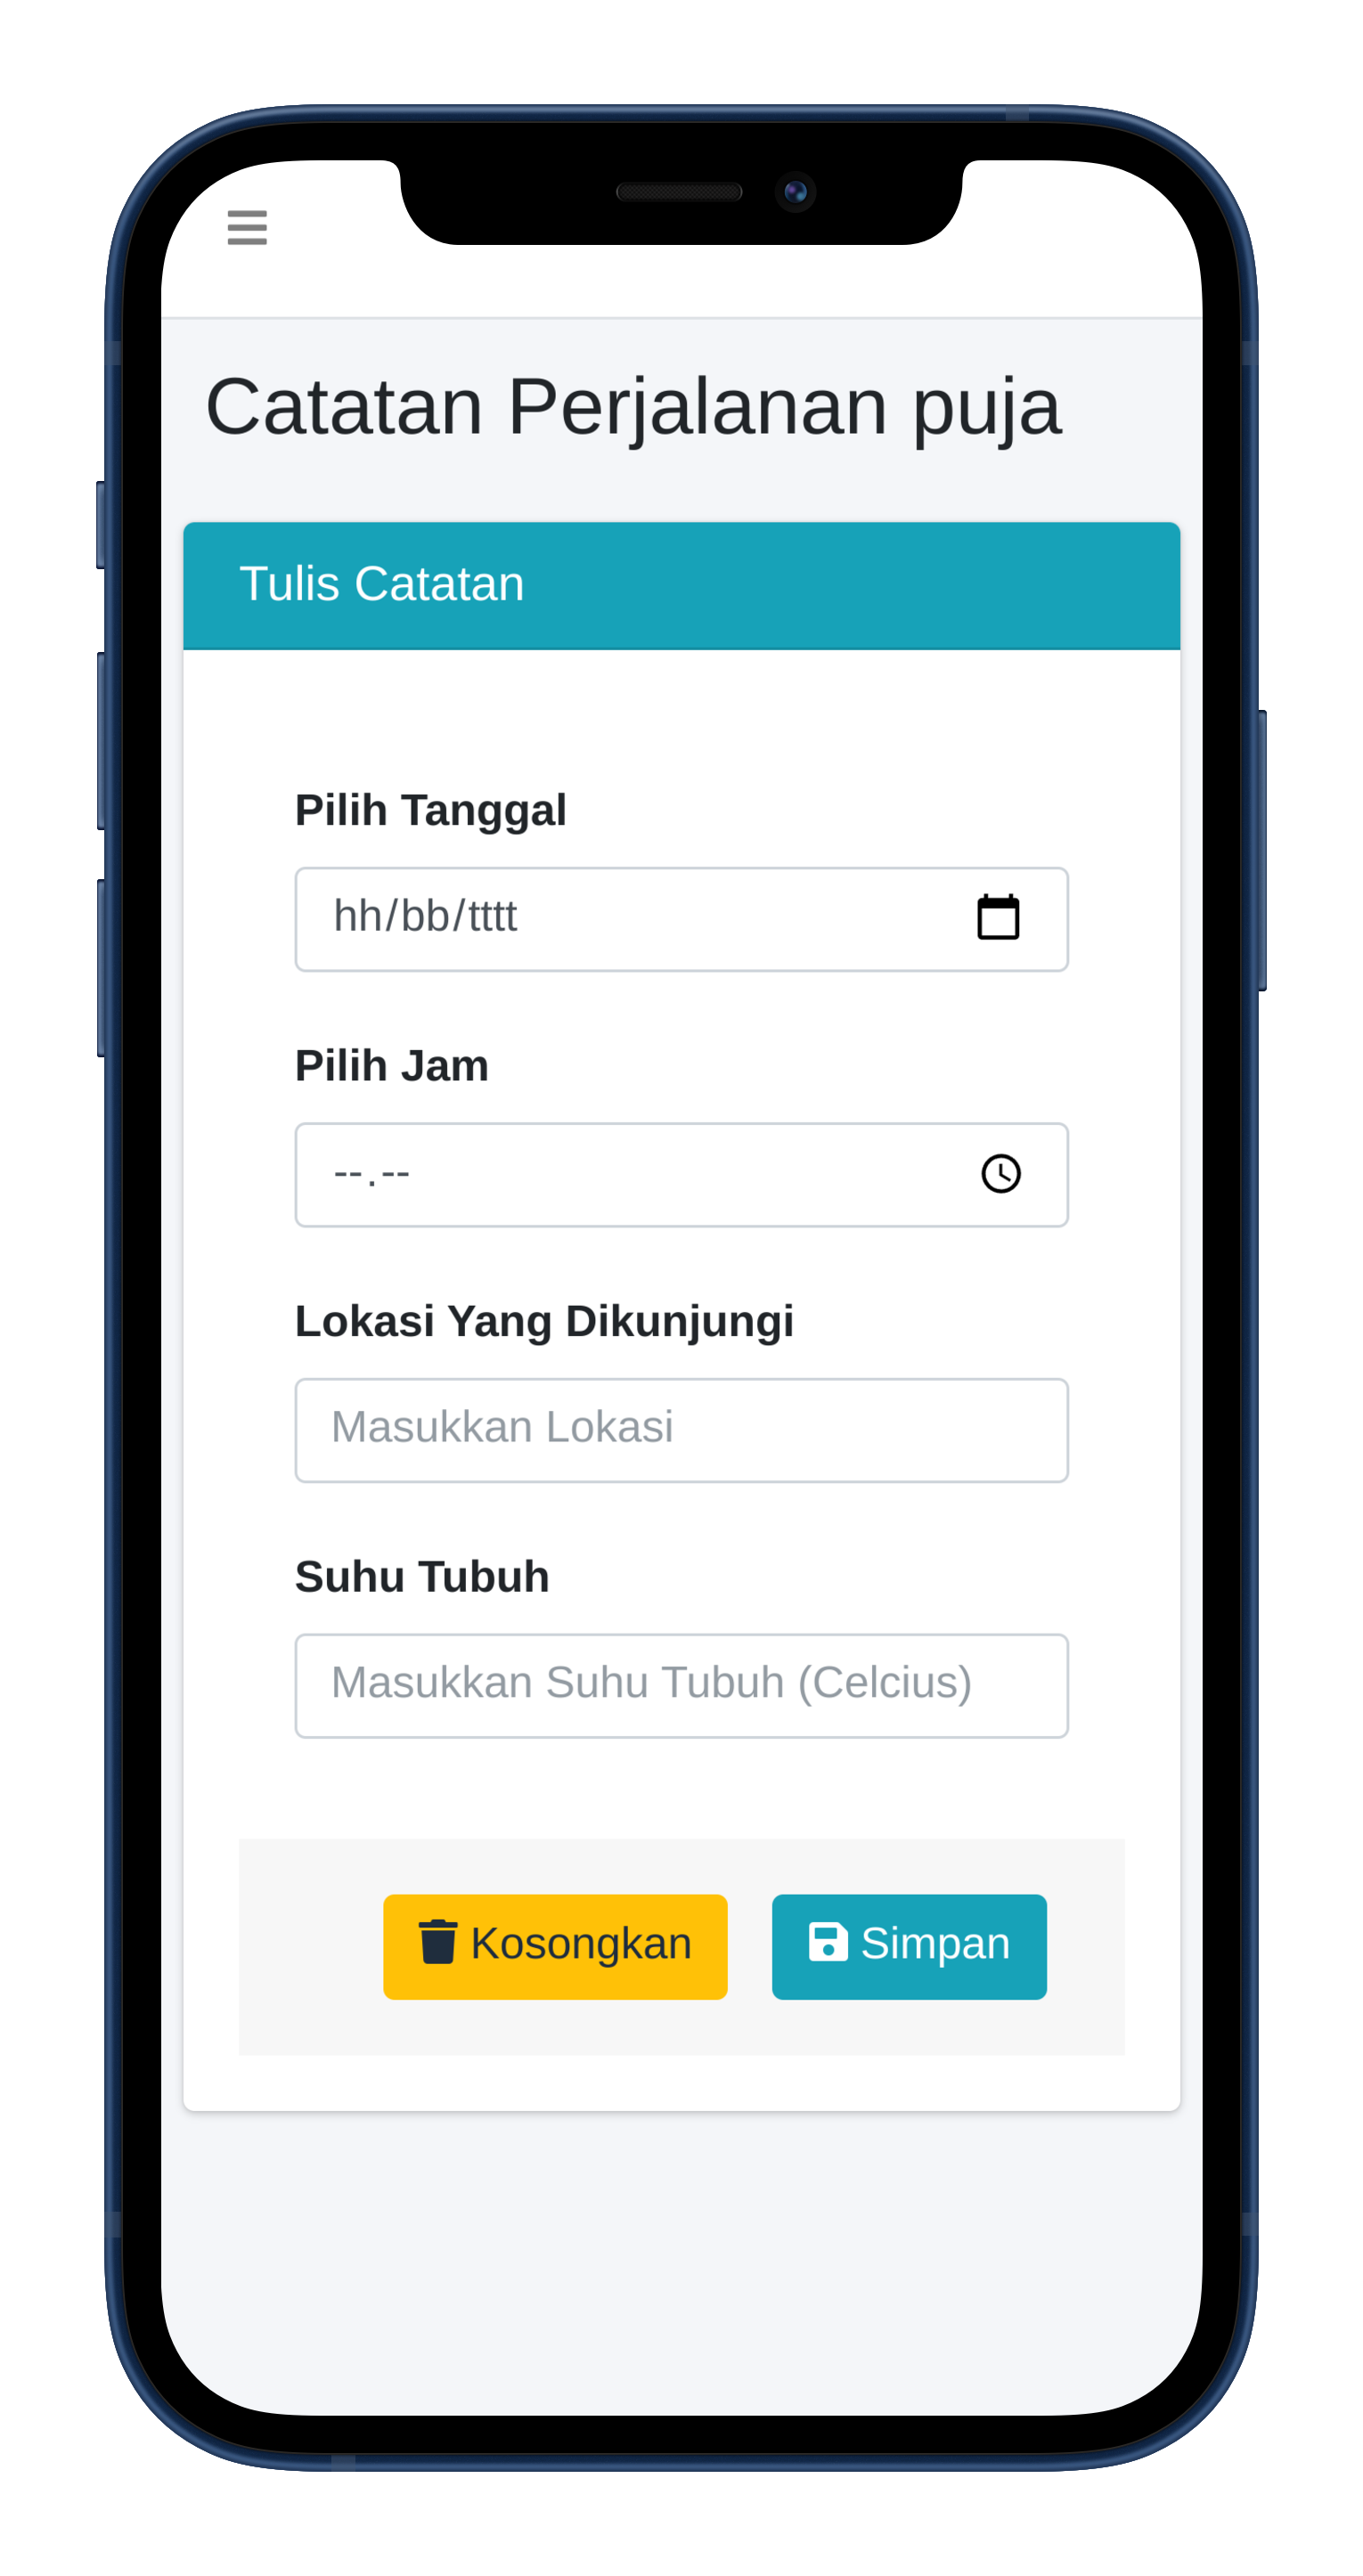 Catatan Perjalanan puja
Tulis Catatan
Pilih Tanggal
hh/bb/tttt
Pilih Jam
--.--
Lokasi Yang Dikunjungi
Masukkan Lokasi
Suhu Tubuh
Masukkan Suhu Tubuh (Celcius)
Kosongkan Simpan